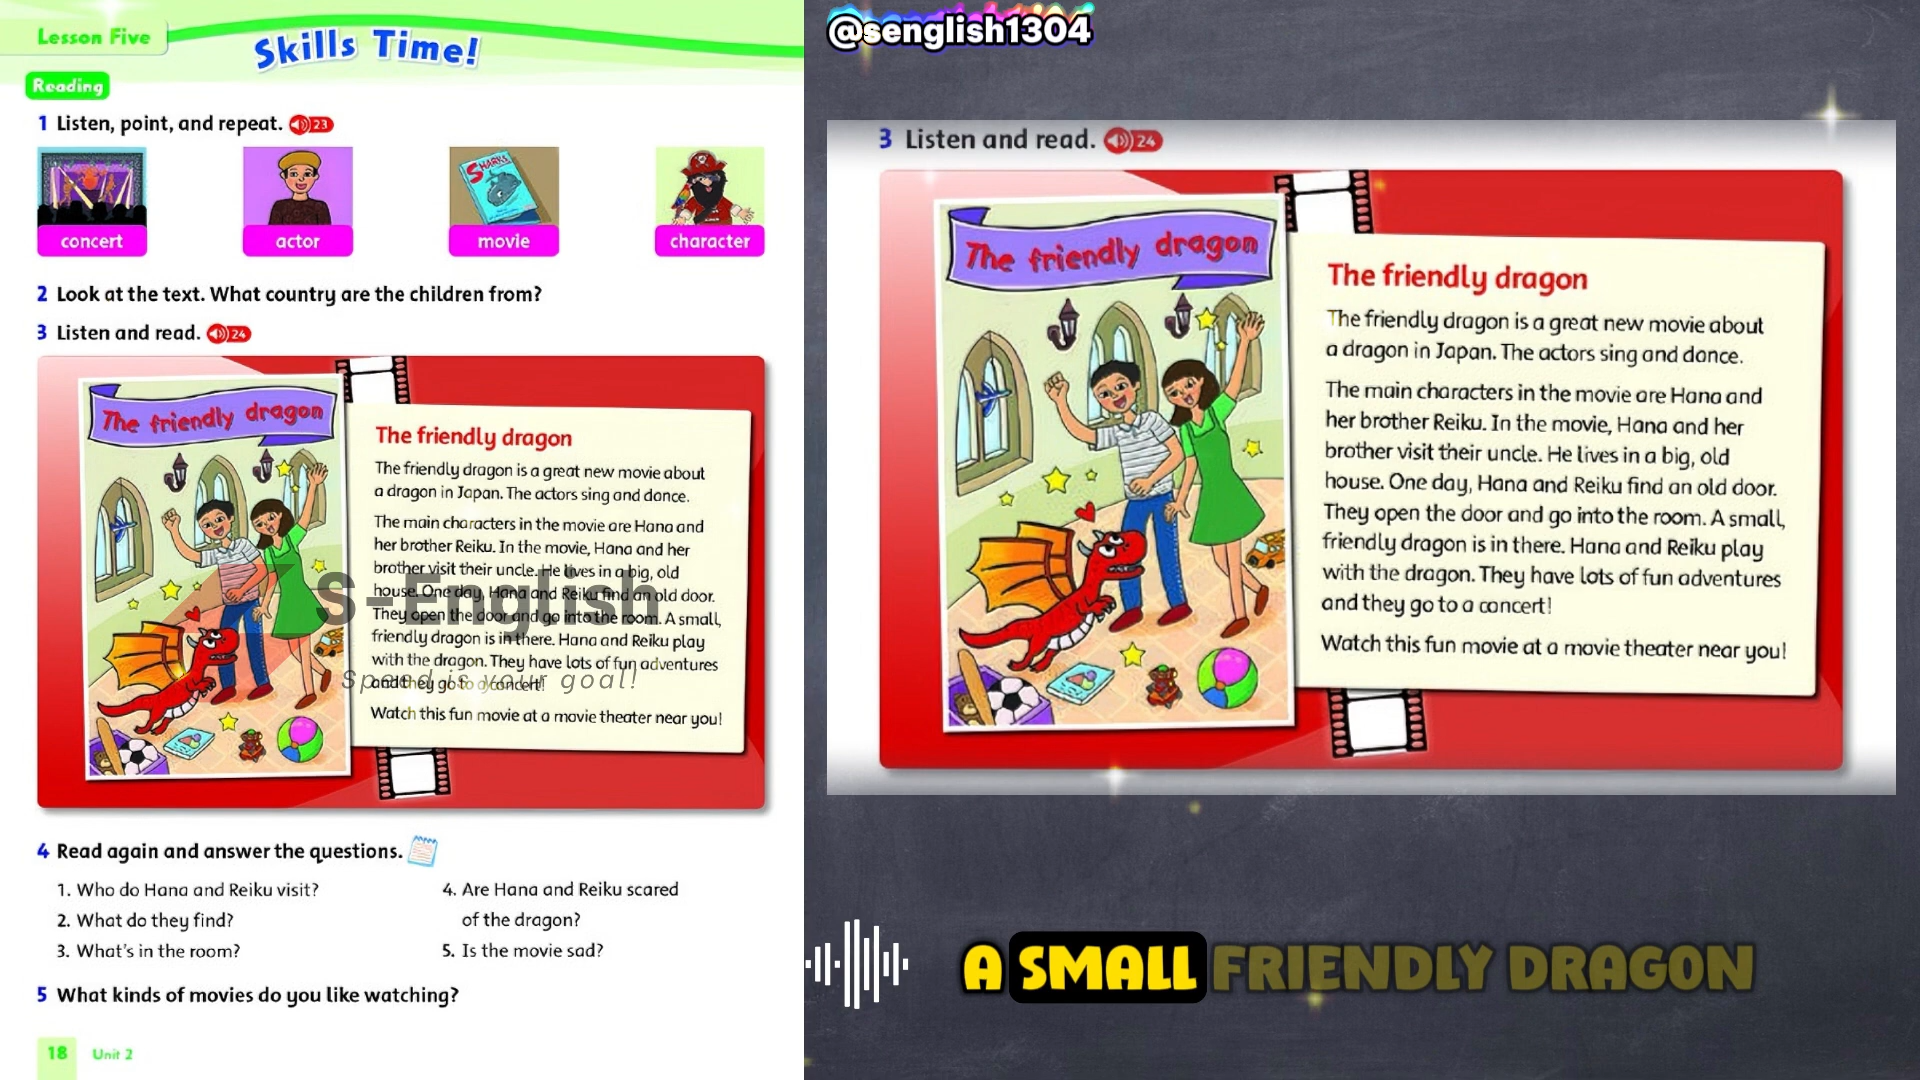 Lesson Five
Skills Time!
Reading
1 Listen, point, and repeat. 23
SHARKS
concert
actor
movie
character
2 Look at the text. What country are the children from?
3 Listen and read. 24
The friendly dragon
The friendly dragon
The friendly dragon is a great new movie about
a dragon in Japan. The actors sing and dance.
The main characters in the movie are Hana and
her brother Reiku. In the movie, Hana and her
brother visit their uncle. He lives in a big, old
house. One day, Hana and Reiku find an old door.
They open the door and go into the room. A small,
friendly dragon is in there. Hana and Reiku play
with the dragon. They have lots of fun adventures
and they go to a concert!
Watch this fun movie at a movie theater near you!
S-English
speed is your goal!
4 Read again and answer the questions.
1. Who do Hana and Reiku visit?
2. What do they find?
3. What's in the room?
4. Are Hana and Reiku scared
of the dragon?
5. Is the movie sad?
5 What kinds of movies do you like watching?
18 Unit 2
@senglish1304
3 Listen and read. 24
The friendly dragon
The friendly dragon
The friendly dragon is a great new movie about
a dragon in Japan. The actors sing and dance.
The main characters in the movie are Hana and
her brother Reiku. In the movie, Hana and her
brother visit their uncle. He lives in a big, old
house. One day, Hana and Reiku find an old door.
They open the door and go into the room. A small,
friendly dragon is in there. Hana and Reiku play
with the dragon. They have lots of fun adventures
and they go to a concert!
Watch this fun movie at a movie theater near you!
A SMALL FRIENDLY DRAGON